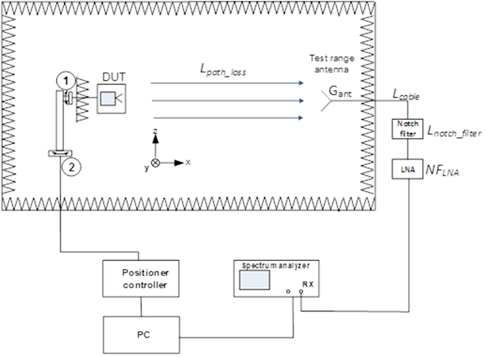 DUT
1
2
L_path_loss
Test range
antenna
G_ant
L_cable
Notch
filter
L_notch_filter
LNA
NF_LNA
z
y
x
Positioner
controller
Spectrum analyzer
RX
PC